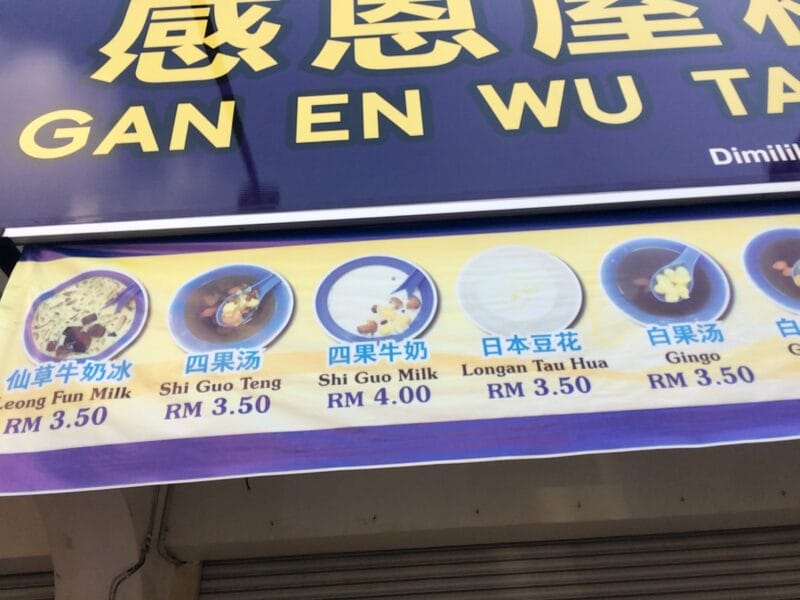 感恩屋
GAN EN WU TA
Dimilik
仙草牛奶冰
Leong Fun Milk
RM 3.50
四果汤
Shi Guo Teng
RM 3.50
四果牛奶
Shi Guo Milk
RM 4.00
日本豆花
Longan Tau Hua
RM 3.50
白果汤
Gingo
RM 3.50
白
G